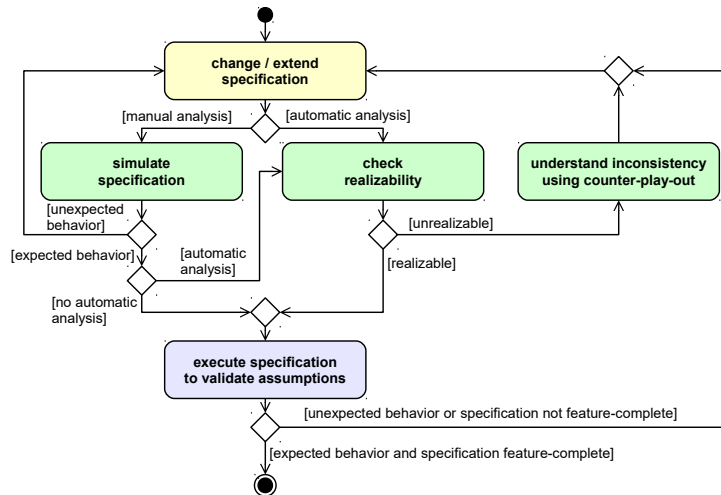 change / extend
specification
[manual analysis]
[automatic analysis]
simulate
specification
check
realizability
understand inconsistency
using counter-play-out
[unexpected
behavior]
[unrealizable]
[expected behavior]
[automatic
analysis]
[realizable]
[no automatic
analysis]
execute specification
to validate assumptions
[unexpected behavior or specification not feature-complete]
[expected behavior and specification feature-complete]